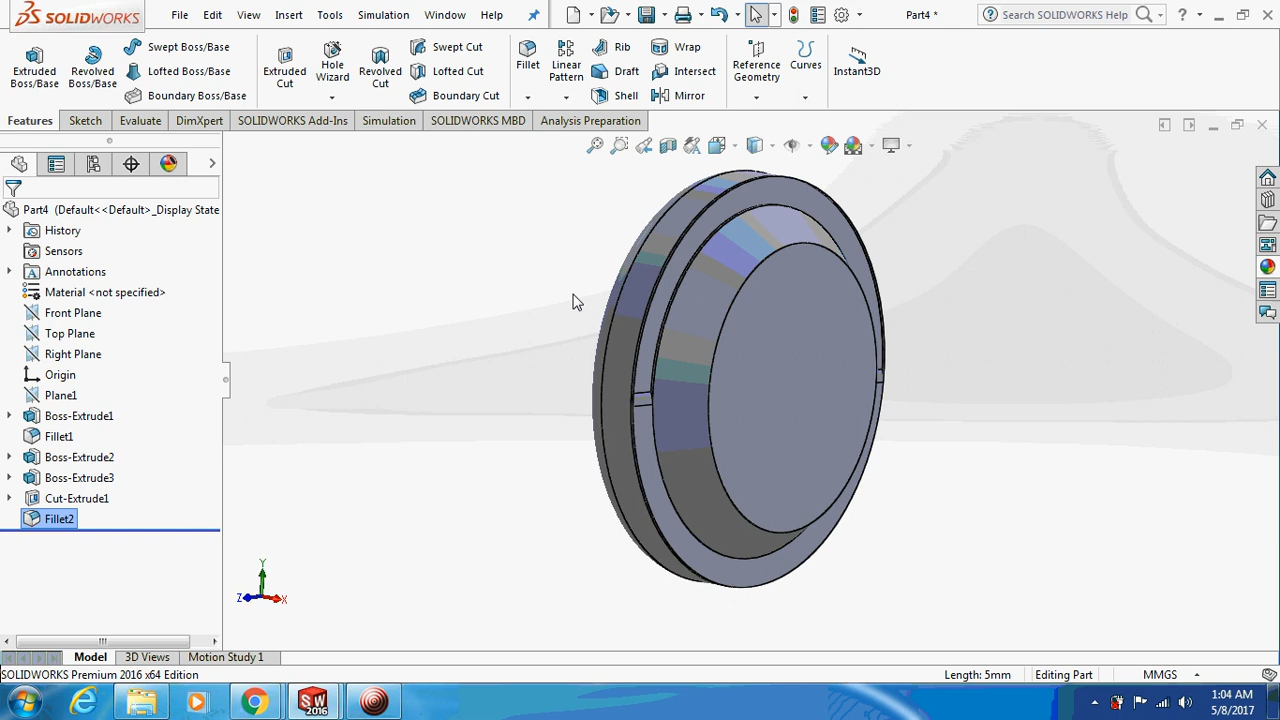 SOLIDWORKS File Edit View Insert Tools Simulation Window Help Part4 * Search SOLIDWORKS Help ?
Extruded Boss/Base
Revolved Boss/Base
Swept Boss/Base
Lofted Boss/Base
Boundary Boss/Base
Extruded Cut
Hole Wizard
Revolved Cut
Swept Cut
Lofted Cut
Boundary Cut
Fillet
Linear Pattern
Rib
Draft
Shell
Wrap
Intersect
Mirror
Reference Geometry
Curves
Instant3D
Features Sketch Evaluate DimXpert SOLIDWORKS Add-Ins Simulation SOLIDWORKS MBD Analysis Preparation
Part4 (Default<<Default>_Display State
History
Sensors
Annotations
Material <not specified>
Front Plane
Top Plane
Right Plane
Origin
Plane1
Boss-Extrude1
Fillet1
Boss-Extrude2
Boss-Extrude3
Cut-Extrude1
Fillet2
Y
Z X
Model 3D Views Motion Study 1
SOLIDWORKS Premium 2016 x64 Edition Length: 5mm Editing Part MMGS
SW 2016
1:04 AM
5/8/2017